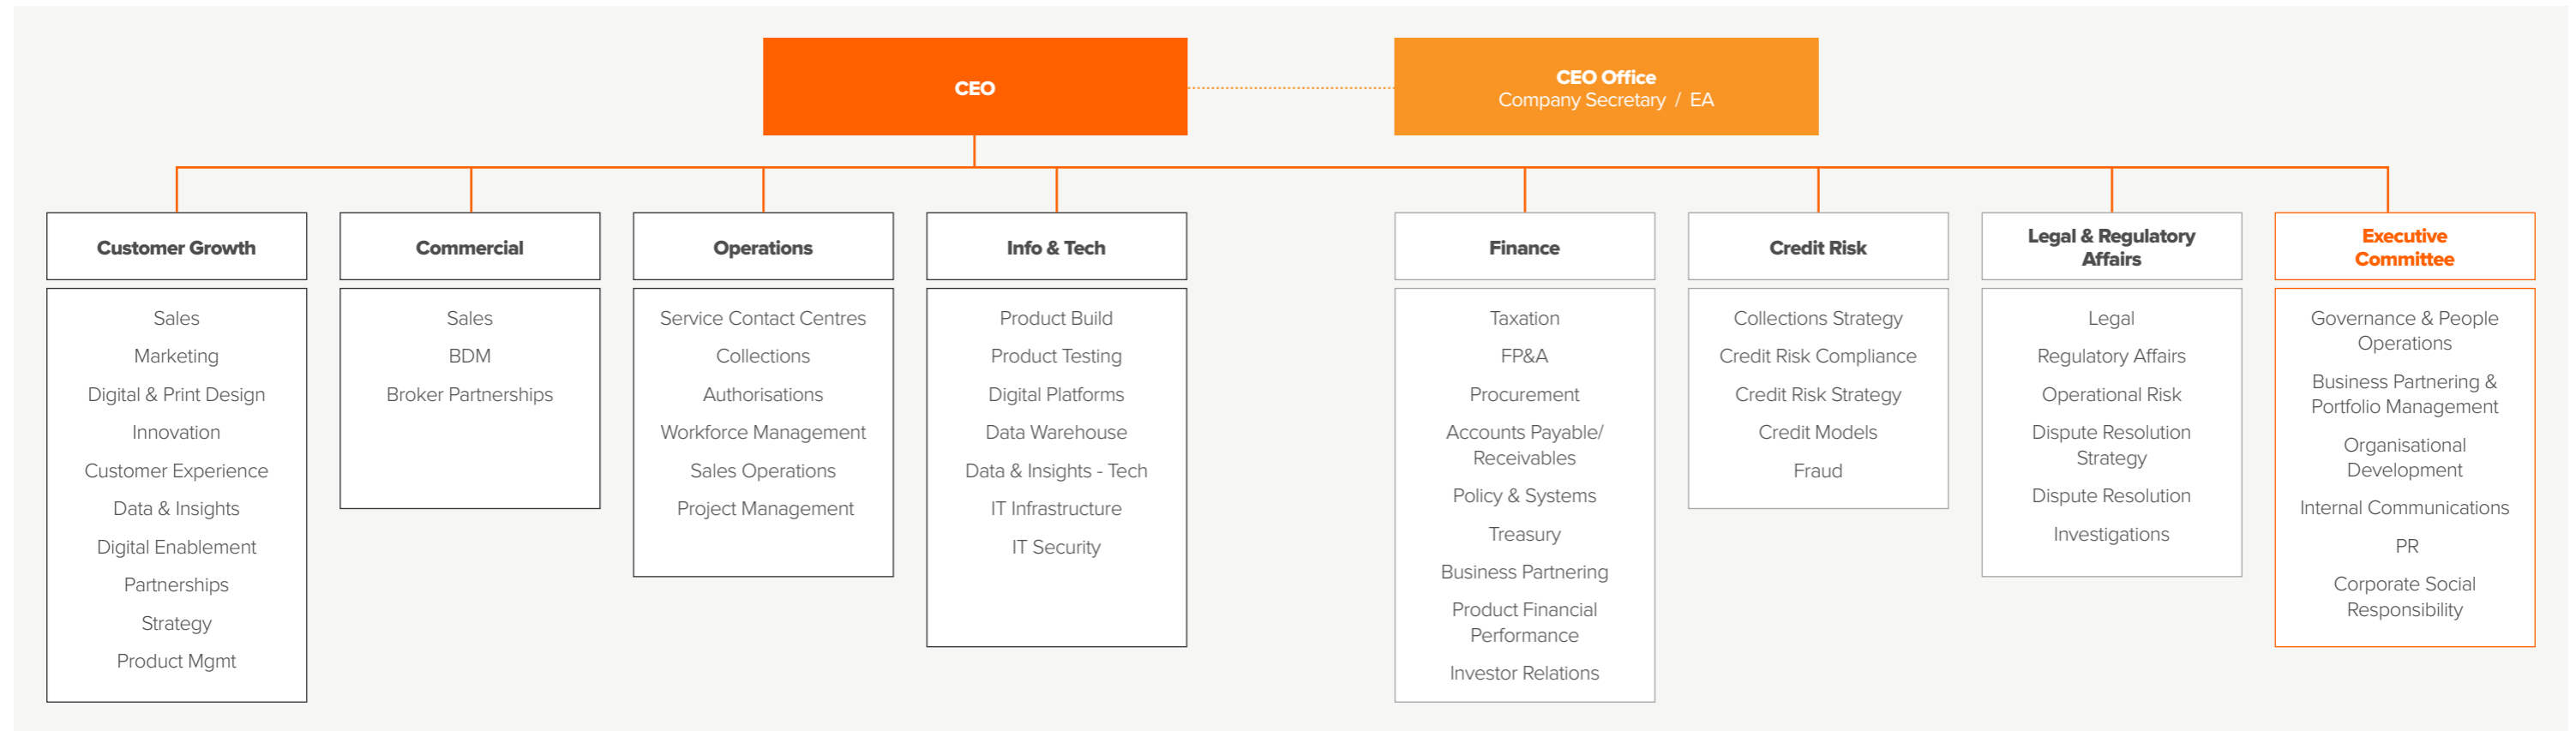 CEO
CEO Office
Company Secretary / EA
Customer Growth
Sales
Marketing
Digital & Print Design
Innovation
Customer Experience
Data & Insights
Digital Enablement
Partnerships
Strategy
Product Mgmt
Commercial
Sales
BDM
Broker Partnerships
Operations
Service Contact Centres
Collections
Authorisations
Workforce Management
Sales Operations
Project Management
Info & Tech
Product Build
Product Testing
Digital Platforms
Data Warehouse
Data & Insights - Tech
IT Infrastructure
IT Security
Finance
Taxation
FP&A
Procurement
Accounts Payable/
Receivables
Policy & Systems
Treasury
Business Partnering
Product Financial
Performance
Investor Relations
Credit Risk
Collections Strategy
Credit Risk Compliance
Credit Risk Strategy
Credit Models
Fraud
Legal & Regulatory
Affairs
Legal
Regulatory Affairs
Operational Risk
Dispute Resolution
Strategy
Dispute Resolution
Investigations
Executive
Committee
Governance & People
Operations
Business Partnering &
Portfolio Management
Organisational
Development
Internal Communications
PR
Corporate Social
Responsibility